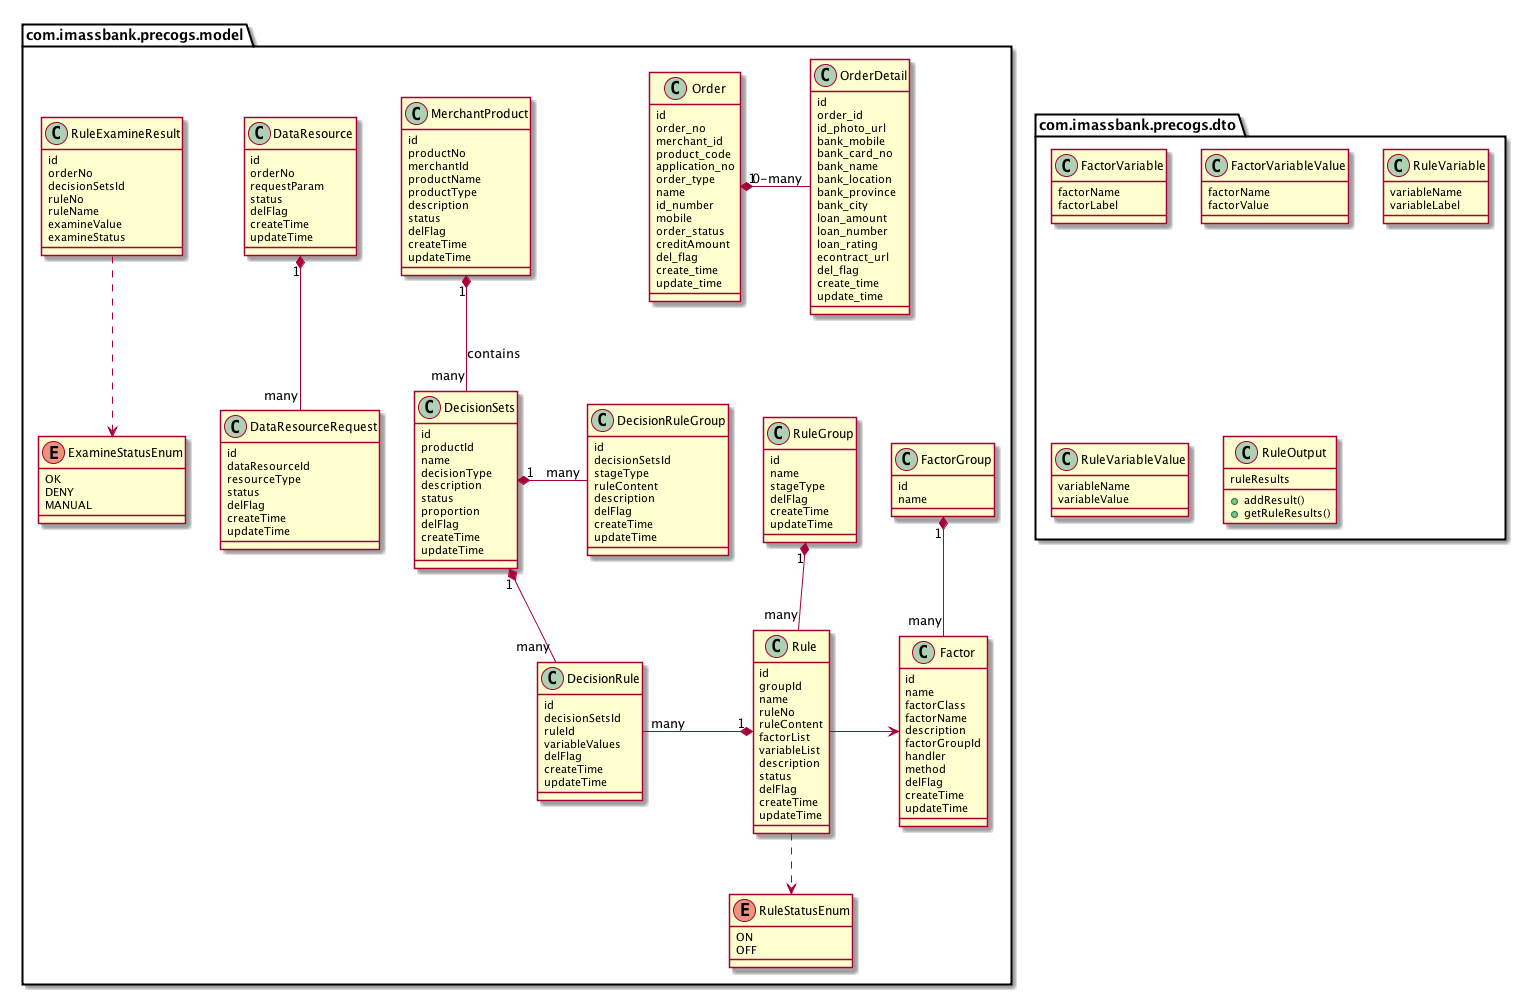 com.imassbank.precogs.model
C RuleExamineResult
id
orderNo
decisionSetsId
ruleNo
ruleName
examineValue
examineStatus
C DataResource
id
orderNo
requestParam
status
delFlag
createTime
updateTime
C MerchantProduct
id
productNo
merchantId
productName
productType
description
status
delFlag
createTime
updateTime
C Order
id
order_no
merchant_id
product_code
application_no
order_type
name
id_number
mobile
order_status
creditAmount
del_flag
create_time
update_time
1
0-many
C OrderDetail
id
order_id
id_photo_url
bank_mobile
bank_card_no
bank_name
bank_location
bank_province
bank_city
loan_amount
loan_number
loan_rating
econtract_url
del_flag
create_time
update_time
1
many
1
contains
many
E ExamineStatusEnum
OK
DENY
MANUAL
C DataResourceRequest
id
dataResourceId
resourceType
status
delFlag
createTime
updateTime
C DecisionSets
id
productId
name
decisionType
description
status
proportion
delFlag
createTime
updateTime
1 many
C DecisionRuleGroup
id
decisionSetsId
stageType
ruleContent
description
delFlag
createTime
updateTime
C RuleGroup
id
name
stageType
delFlag
createTime
updateTime
C FactorGroup
id
name
1
many
1
many
1
many
C DecisionRule
id
decisionSetsId
ruleId
variableValues
delFlag
createTime
updateTime
many 1
C Rule
id
groupId
name
ruleNo
ruleContent
factorList
variableList
description
status
delFlag
createTime
updateTime
C Factor
id
name
factorClass
factorName
description
factorGroupId
handler
method
delFlag
createTime
updateTime
E RuleStatusEnum
ON
OFF
com.imassbank.precogs.dto
C FactorVariable
factorName
factorLabel
C FactorVariableValue
factorName
factorValue
C RuleVariable
variableName
variableLabel
C RuleVariableValue
variableName
variableValue
C RuleOutput
ruleResults
addResult()
getRuleResults()